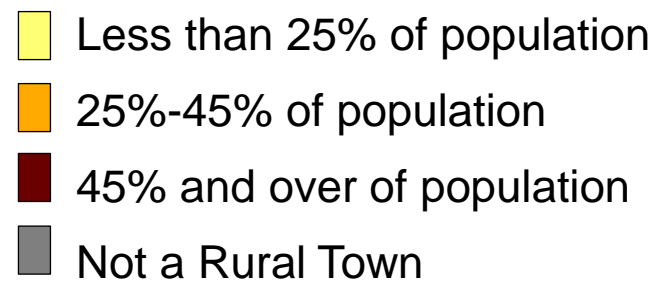 Less than 25% of population
25%-45% of population
45% and over of population
Not a Rural Town